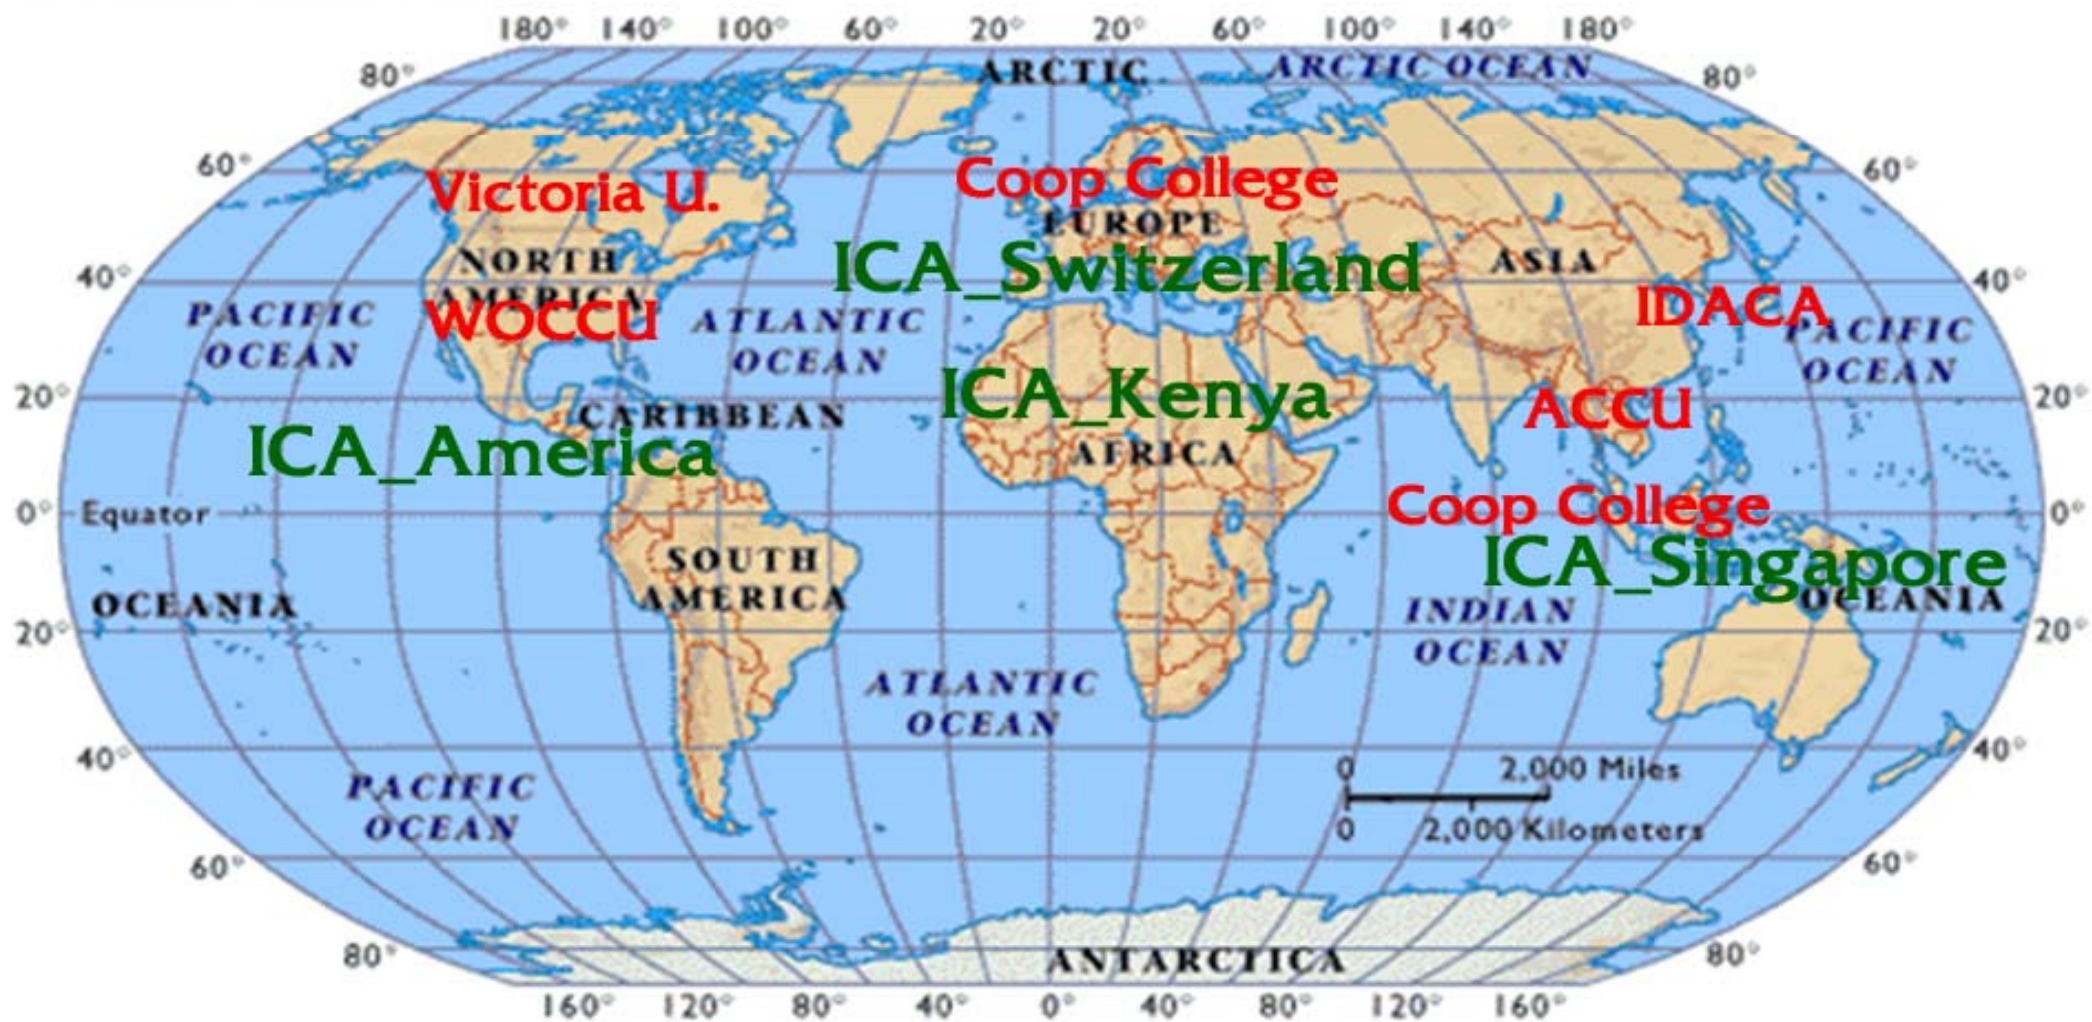 180° 140° 100° 60° 20° 20° 60° 100° 140° 180°
ARCTIC
ARCTIC OCEAN
80° 80°
60° 60°
Victoria U.
Coop College
EUROPE
NORTH
AMERICA
ICA_Switzerland
ASIA
40° 40°
WOCCU
IDACA
PACIFIC
OCEAN
ATLANTIC
OCEAN
PACIFIC
OCEAN
20° 20°
ICA_Kenya
ACCU
CARIBBEAN
ICA_America
AFRICA
0° Equator 0°
Coop College
SOUTH
AMERICA
ICA_Singapore
OCEANIA
INDIAN
OCEAN
OCEANIA
20° 20°
ATLANTIC
OCEAN
40° 40°
PACIFIC
OCEAN
0 2,000 Miles
0 2,000 Kilometers
60° 60°
80° 80°
ANTARCTICA
160° 120° 80° 40° 0° 40° 80° 120° 160°